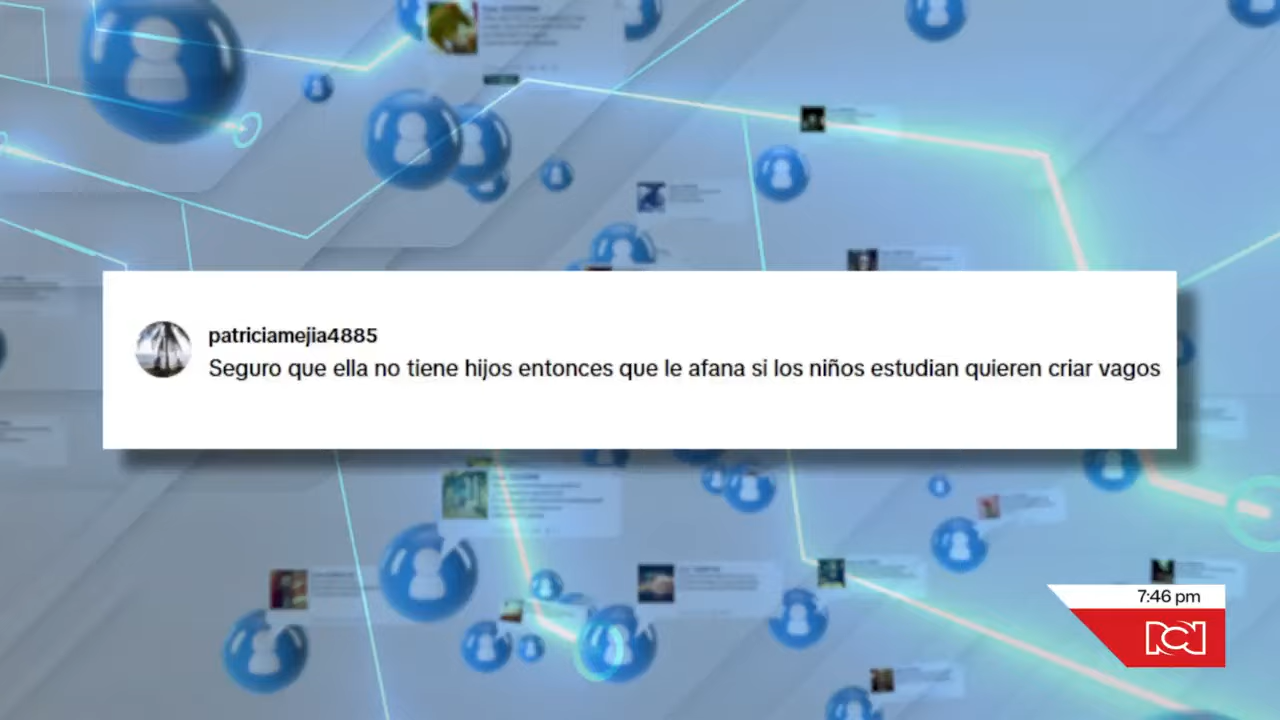 patriciamejia4885
Seguro que ella no tiene hijos entonces que le afana si los niños estudian quieren criar vagos
7:46 pm
RCN